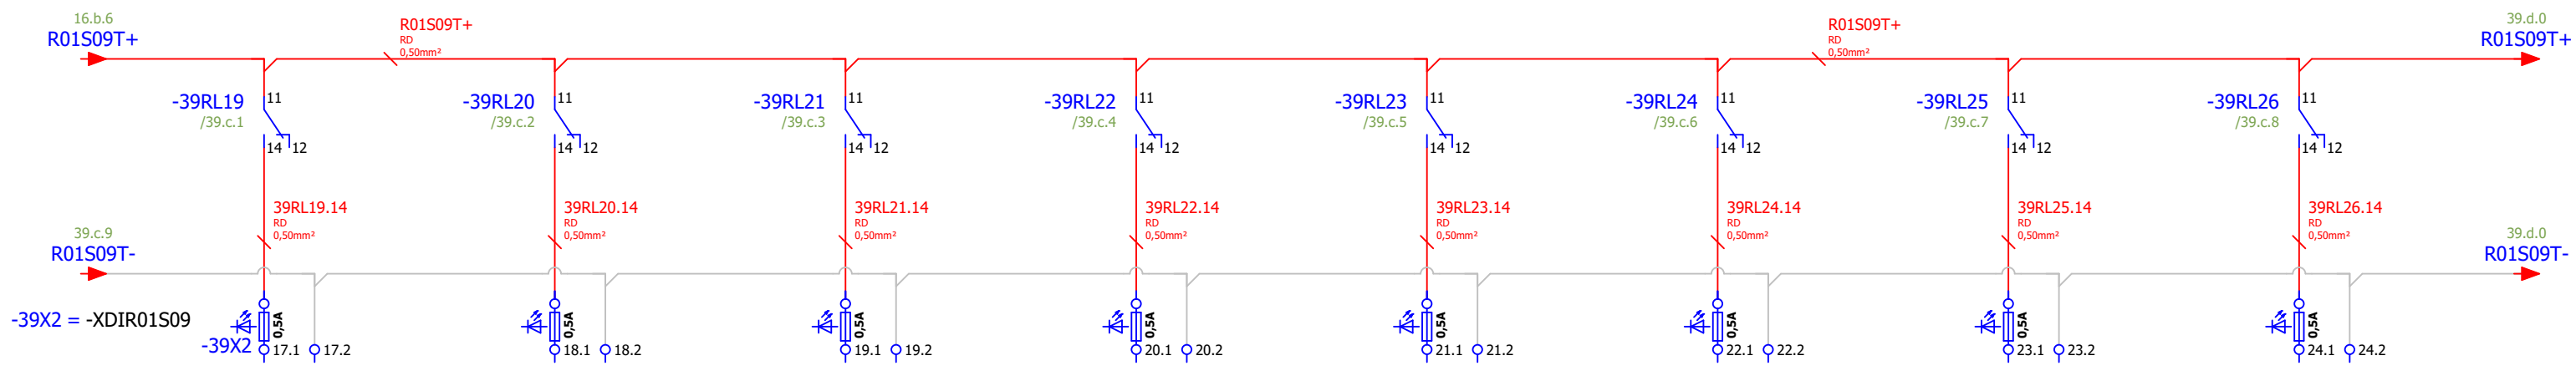 16.b.6
R01S09T+
R01S09T+
RD
0,50mm²
R01S09T+
RD
0,50mm²
39.d.0
R01S09T+
-39RL19
/39.c.1
11
14
12
-39RL20
/39.c.2
11
14
12
-39RL21
/39.c.3
11
14
12
-39RL22
/39.c.4
11
14
12
-39RL23
/39.c.5
11
14
12
-39RL24
/39.c.6
11
14
12
-39RL25
/39.c.7
11
14
12
-39RL26
/39.c.8
11
14
12
39RL19.14
RD
0,50mm²
39RL20.14
RD
0,50mm²
39RL21.14
RD
0,50mm²
39RL22.14
RD
0,50mm²
39RL23.14
RD
0,50mm²
39RL24.14
RD
0,50mm²
39RL25.14
RD
0,50mm²
39RL26.14
RD
0,50mm²
39.c.9
R01S09T-
39.d.0
R01S09T-
-39X2 = -XDIR01S09
-39X2
0,5A
17.1
17.2
0,5A
18.1
18.2
0,5A
19.1
19.2
0,5A
20.1
20.2
0,5A
21.1
21.2
0,5A
22.1
22.2
0,5A
23.1
23.2
0,5A
24.1
24.2